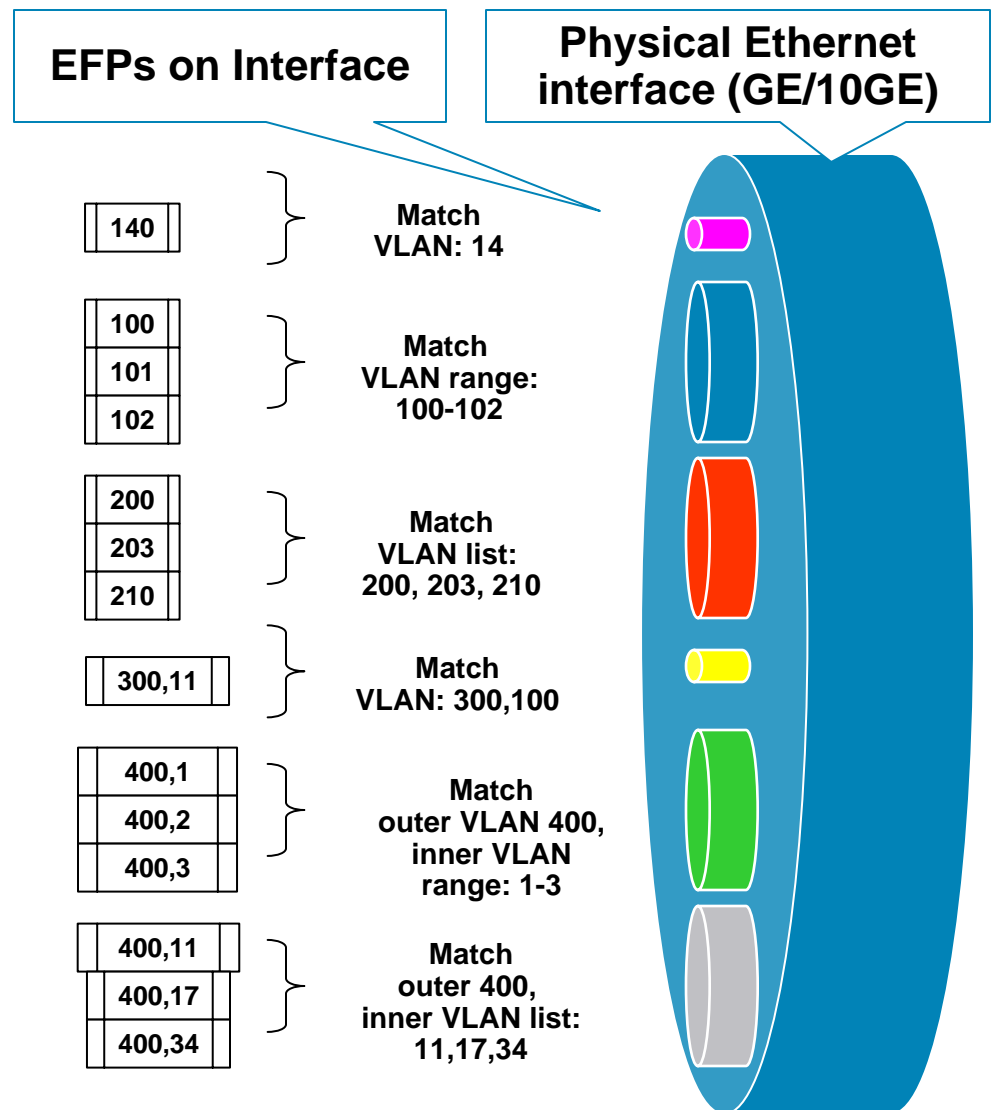 EFPs on Interface
Physical Ethernet
interface (GE/10GE)
140
Match
VLAN: 14
100
101
102
Match
VLAN range:
100-102
200
203
210
Match
VLAN list:
200, 203, 210
300,11
Match
VLAN: 300,100
400,1
400,2
400,3
Match
outer VLAN 400,
inner VLAN
range: 1-3
400,11
400,17
400,34
Match
outer 400,
inner VLAN list:
11,17,34